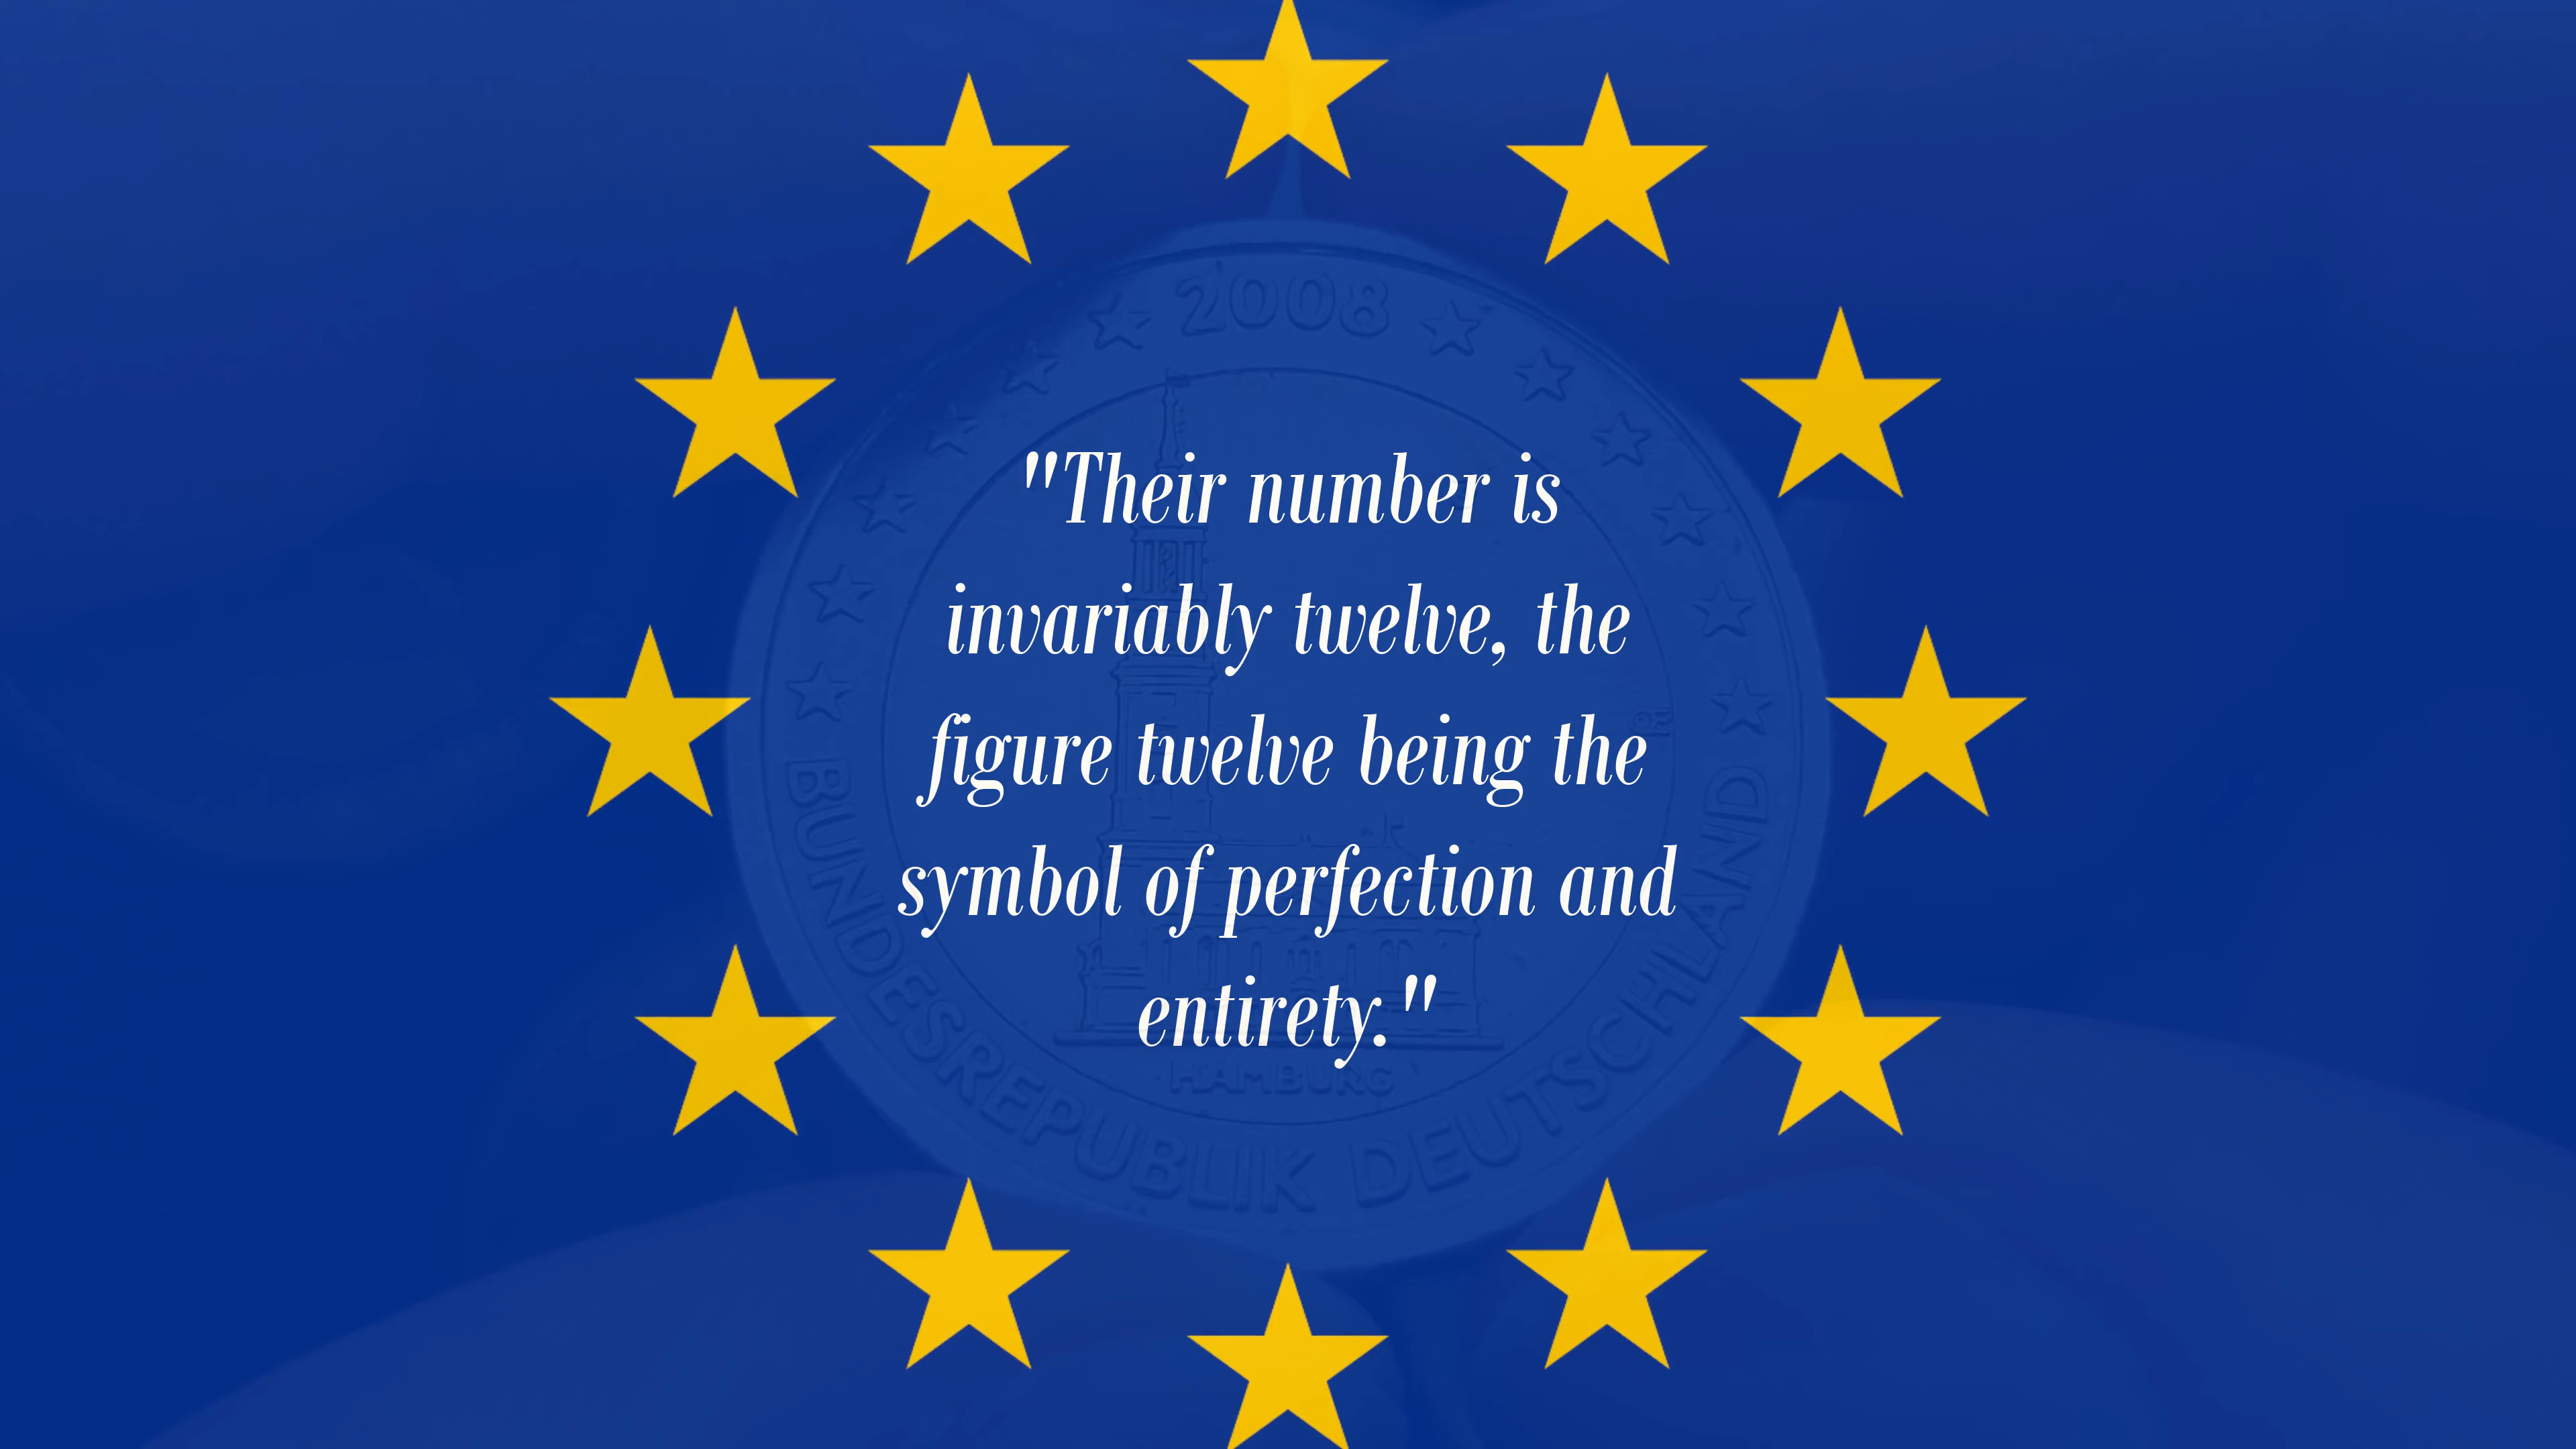 2008
"Their number is
invariably twelve, the
figure twelve being the
symbol of perfection and
entirety."
HAMBURG
BUNDESREPUBLIK DEUTSCHLAND